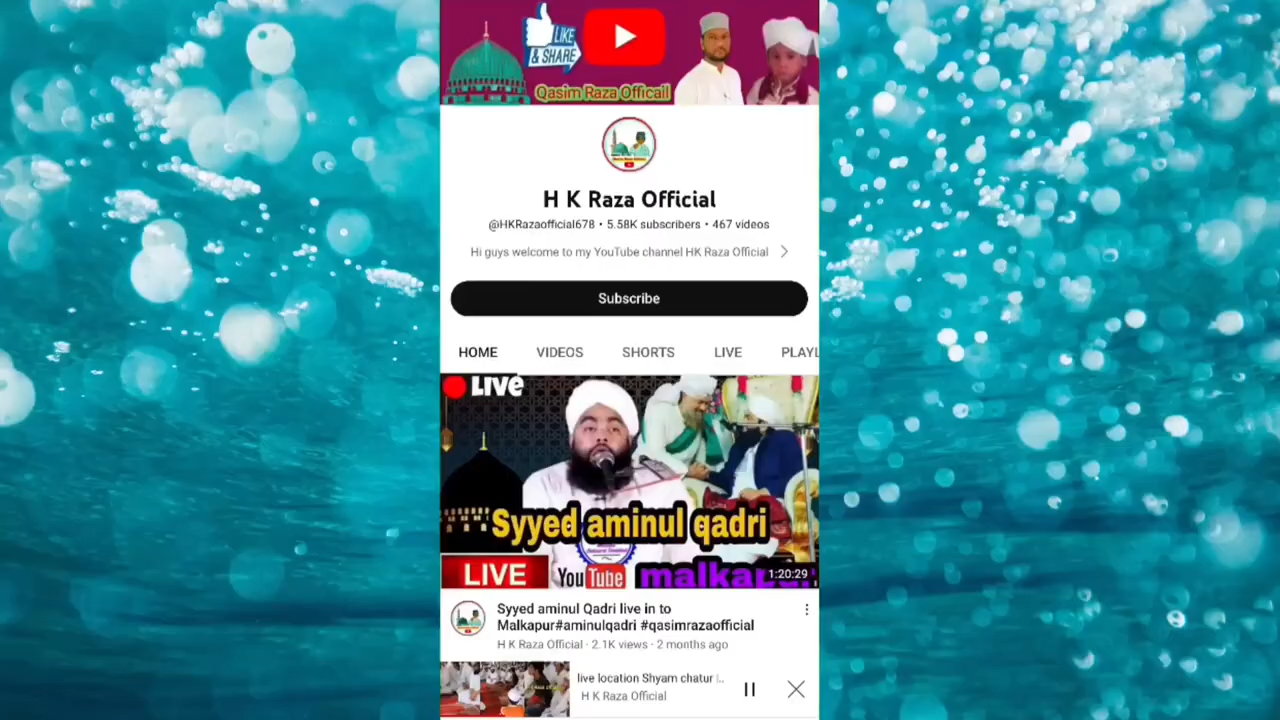 LIKE
& SHARE
Qasim Raza Officail
H K Raza Official
@HKRazaofficial678 • 5.58K subscribers • 467 videos
Hi guys welcome to my YouTube channel HK Raza Official
Subscribe
HOME VIDEOS SHORTS LIVE PLAYL
LIVE
Syyed aminul qadri
LIVE YouTube malkapur
1:20:29
Syyed aminul Qadri live in to
Malkapur#aminulqadri #qasimrazaofficial
H K Raza Official · 2.1K views · 2 months ago
live location Shyam chatur |..
H K Raza Official